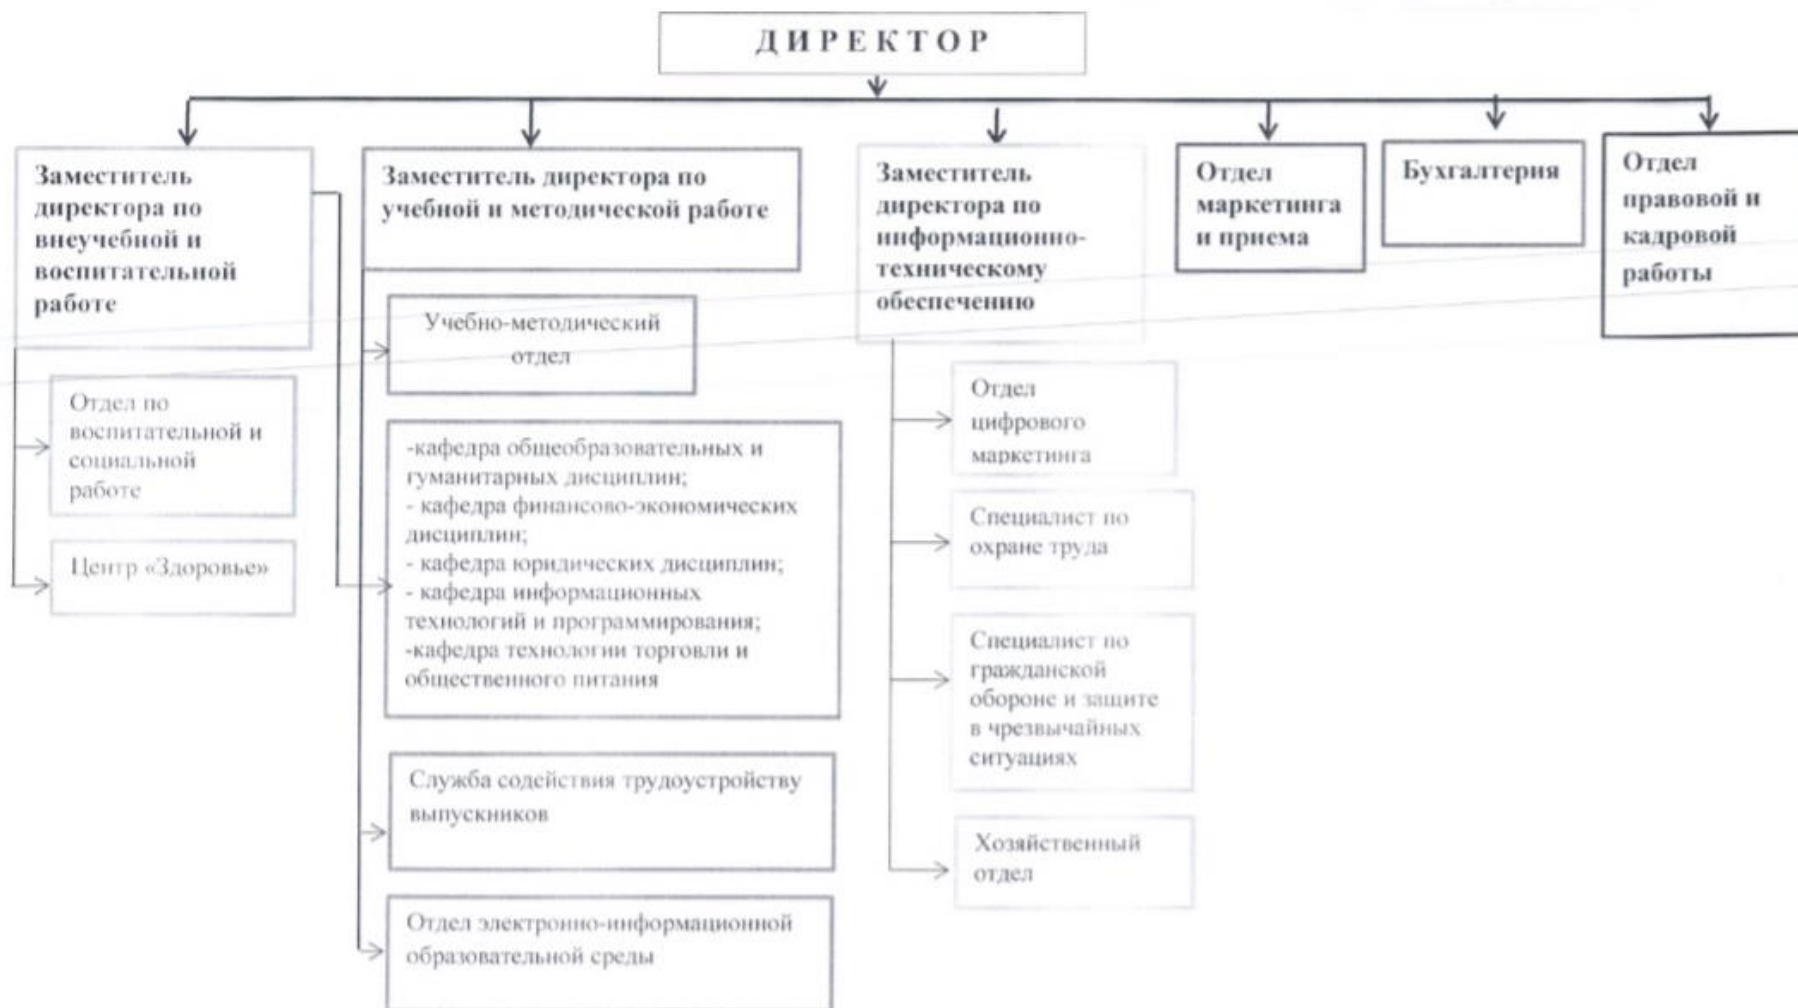 ДИРЕКТОР
Заместитель
директора по
внеучебной и
воспитательной
работе
Заместитель директора по
учебной и методической работе
Заместитель
директора по
информационно-
техническому
обеспечению
Отдел
маркетинга
и приема
Бухгалтерия
Отдел
правовой и
кадровой
работы
Отдел по
воспитательной и
социальной
работе
Центр «Здоровье»
Учебно-методический
отдел
-кафедра общеобразовательных и
гуманитарных дисциплин;
- кафедра финансово-экономических
дисциплин;
- кафедра юридических дисциплин;
- кафедра информационных
технологий и программирования;
-кафедра технологии торговли и
общественного питания
Служба содействия трудоустройству
выпускников
Отдел электронно-информационной
образовательной среды
Отдел
цифрового
маркетинга
Специалист по
охране труда
Специалист по
гражданской
обороне и защите
в чрезвычайных
ситуациях
Хозяйственный
отдел